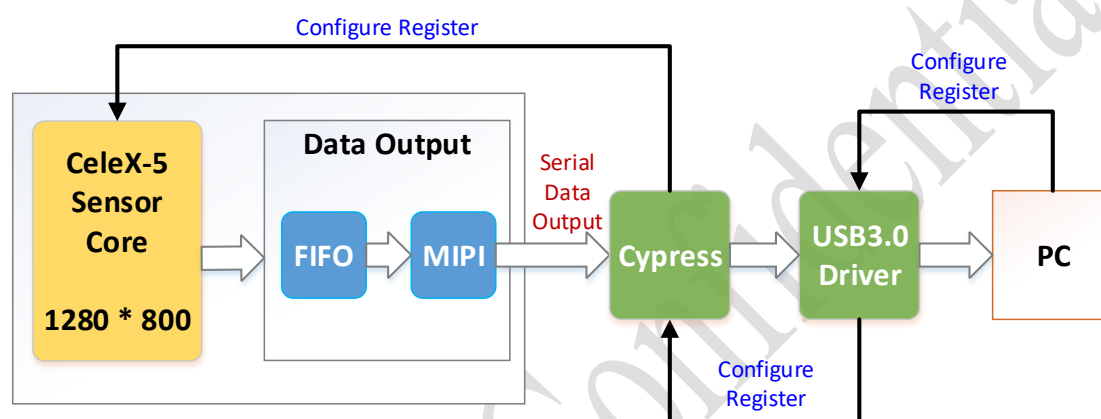 Configure Register
Configure
Register
CeleX-5
Sensor
Core
1280 * 800
Data Output
FIFO
MIPI
Serial
Data
Output
Cypress
USB3.0
Driver
PC
Configure
Register
Confidential